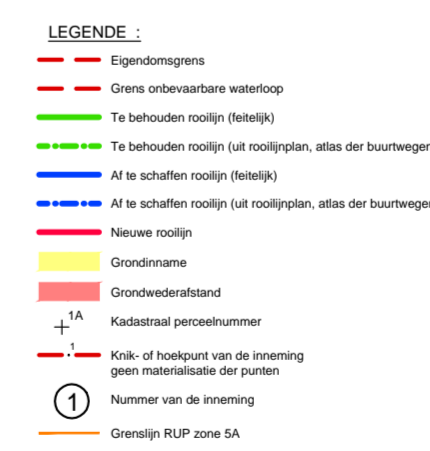 LEGENDE :
Eigendomsgrens
Grens onbevaarbare waterloop
Te behouden rooilijn (feitelijk)
Te behouden rooilijn (uit rooilijnplan, atlas der buurtwegen
Af te schaffen rooilijn (feitelijk)
Af te schaffen rooilijn (uit rooilijnplan, atlas der buurtwegen
Nieuwe rooilijn
Grondinname
Grondwederafstand
1A Kadastraal perceelnummer
1 Knik- of hoekpunt van de inneming
geen materialisatie der punten
1 Nummer van de inneming
Grenslijn RUP zone 5A